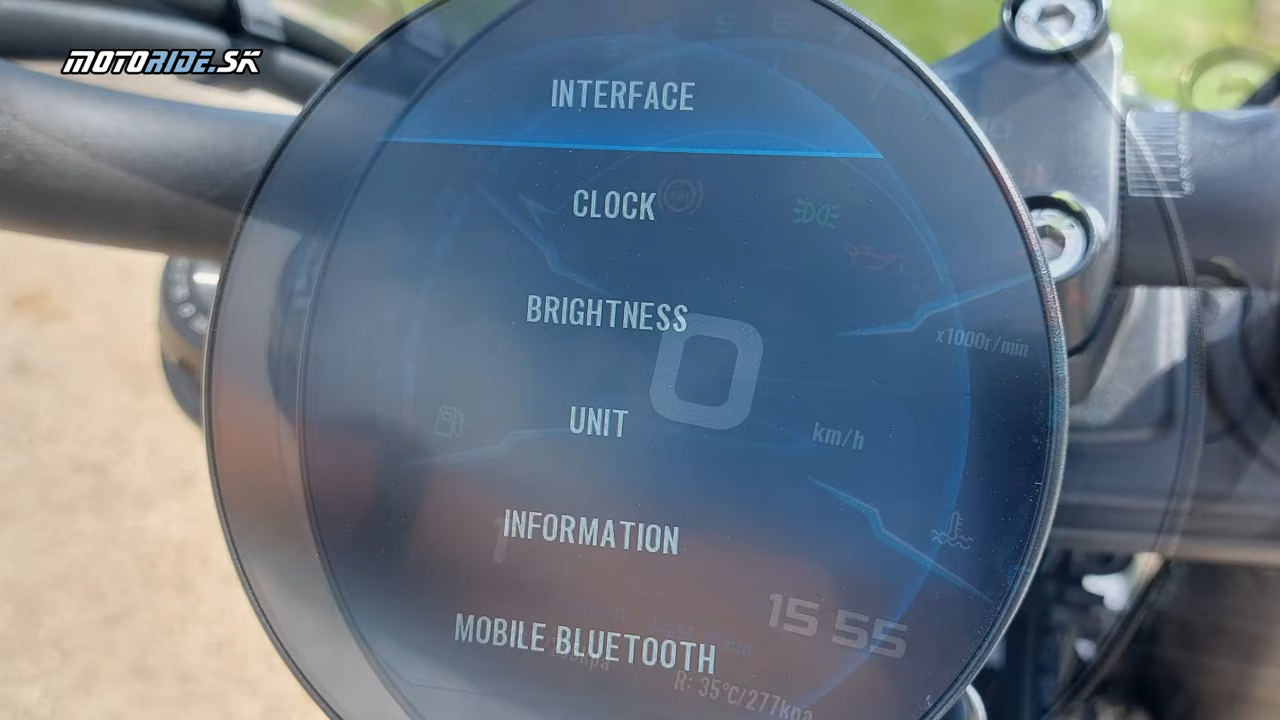 MOTORIDE.SK
INTERFACE
CLOCK
BRIGHTNESS
0
x1000r/min
UNIT
km/h
INFORMATION
15 55
MOBILE BLUETOOTH
R: 35°C/277kpa